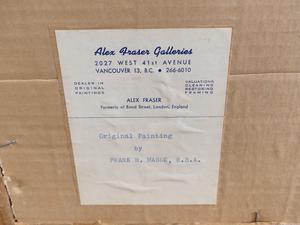 Alex Fraser Galleries
2027 WEST 41st AVENUE
VANCOUVER 13, B.C. • 266-6010
DEALER IN
ORIGINAL
PAINTINGS
VALUATIONS
CLEANING
RESTORING
FRAMING
ALEX FRASER
Formerly of Bond Street, London, England
Original Painting
by
FRANK H. MASON, R.B.A.